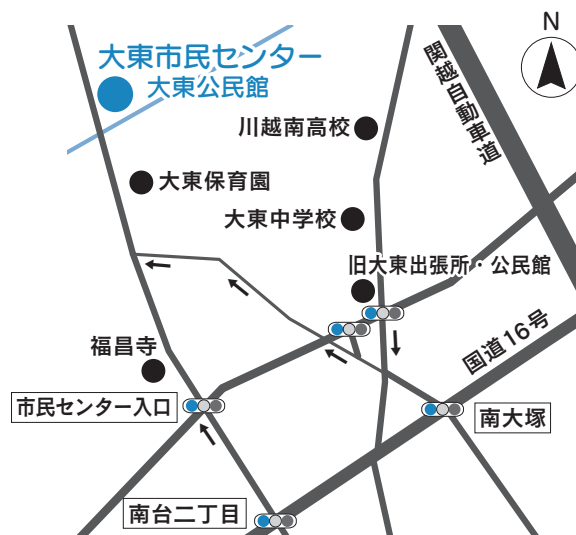 N
大東市民センター
大東公民館
関越自動車道
川越南高校
大東保育園
大東中学校
旧大東出張所・公民館
国道16号
福昌寺
市民センター入口
南大塚
南台二丁目